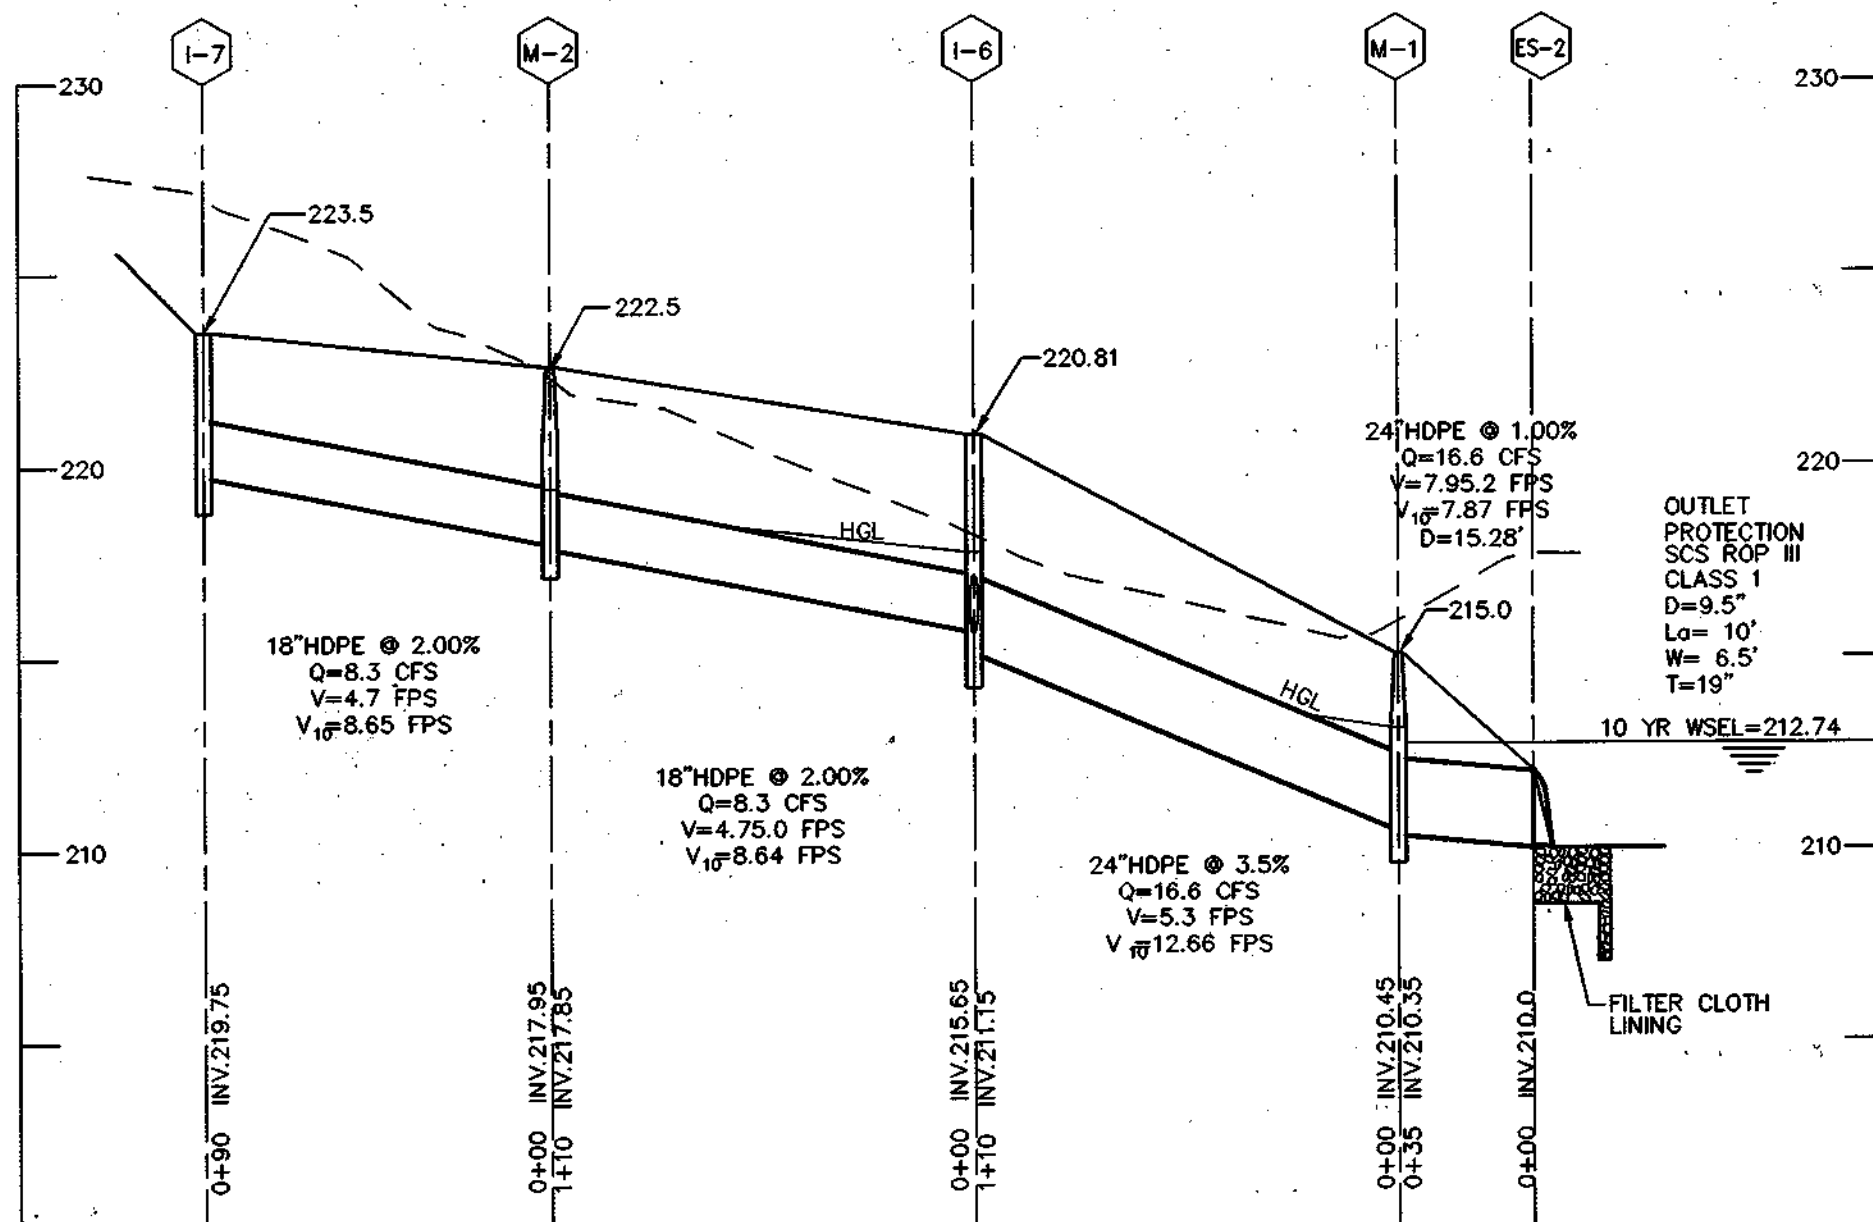 I-7
M-2
I-6
M-1
ES-2
230
230
223.5
222.5
220.81
24"HDPE @ 1.00%
Q=16.6 CFS
V=7.95.2 FPS
V10=7.87 FPS
D=15.28'
220
220
OUTLET
PROTECTION
SCS ROP III
CLASS 1
D=9.5"
La= 10'
W= 6.5'
T=19"
HGL
215.0
18"HDPE @ 2.00%
Q=8.3 CFS
V=4.7 FPS
V10=8.65 FPS
HGL
10 YR WSEL=212.74
18"HDPE @ 2.00%
Q=8.3 CFS
V=4.75.0 FPS
V10=8.64 FPS
210
210
24"HDPE @ 3.5%
Q=16.6 CFS
V=5.3 FPS
V10=12.66 FPS
FILTER CLOTH
LINING
0+90 INV.219.75
0+00 INV.217.95
1+10 INV.217.85
0+00 INV.215.65
1+10 INV.211.15
0+00 INV.210.45
0+35 INV.210.35
0+00 INV.210.0